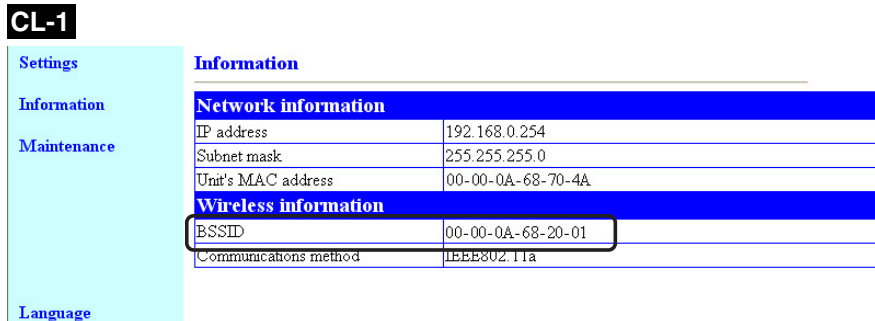 CL-1
Settings
Information
Maintenance
Language
Information
Network information
IP address 192.168.0.254
Subnet mask 255.255.255.0
Unit's MAC address 00-00-0A-68-70-4A
Wireless information
BSSID 00-00-0A-68-20-01
Communications method IEEE802.11a